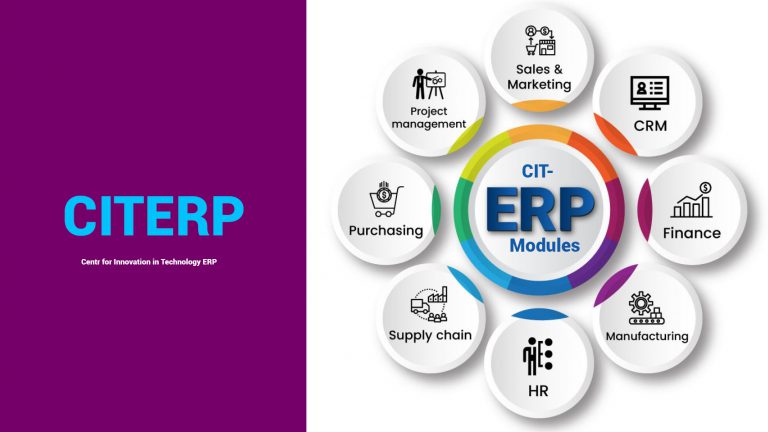 CITERP
Centr for Innovation in Technology ERP
CIT-
ERP
Modules
Sales &
Marketing
CRM
Finance
Manufacturing
HR
Supply chain
Purchasing
Project
management